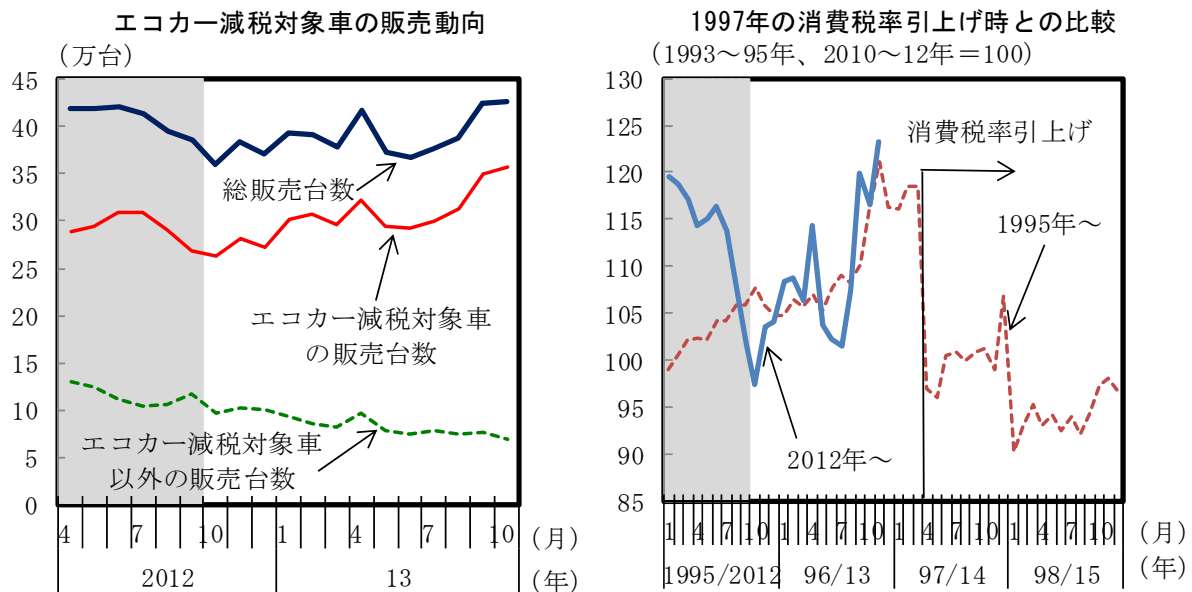 エコカー減税対象車の販売動向
（万台）
45
40
35
30
25
20
15
10
5
0
総販売台数
エコカー減税対象車
の販売台数
エコカー減税対象車
以外の販売台数
4 7 10 1 4 7 10 （月）
2012 13 （年）
1997年の消費税率引上げ時との比較
（1993～95年、2010～12年＝100）
130
125
120
115
110
105
100
95
90
85
消費税率引上げ
1995年～
2012年～
1 4 7 10 1 4 7 10 1 4 7 10 1 4 7 10 （月）
1995/2012 96/13 97/14 98/15 （年）